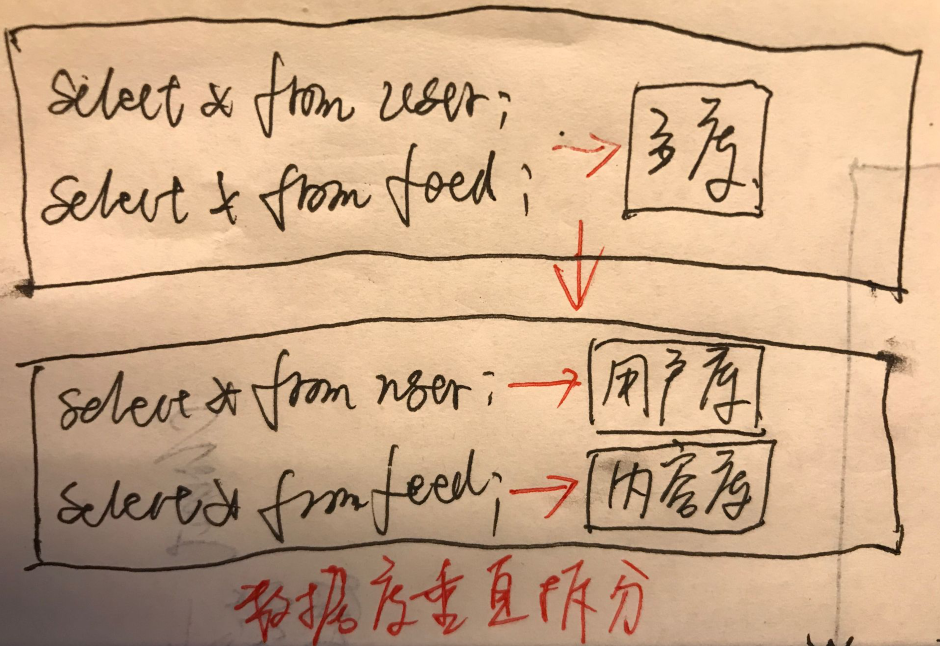 select * from user;
select * from feed;
主库
select * from user;
用户库
select * from feed;
内容库
数据库垂直拆分